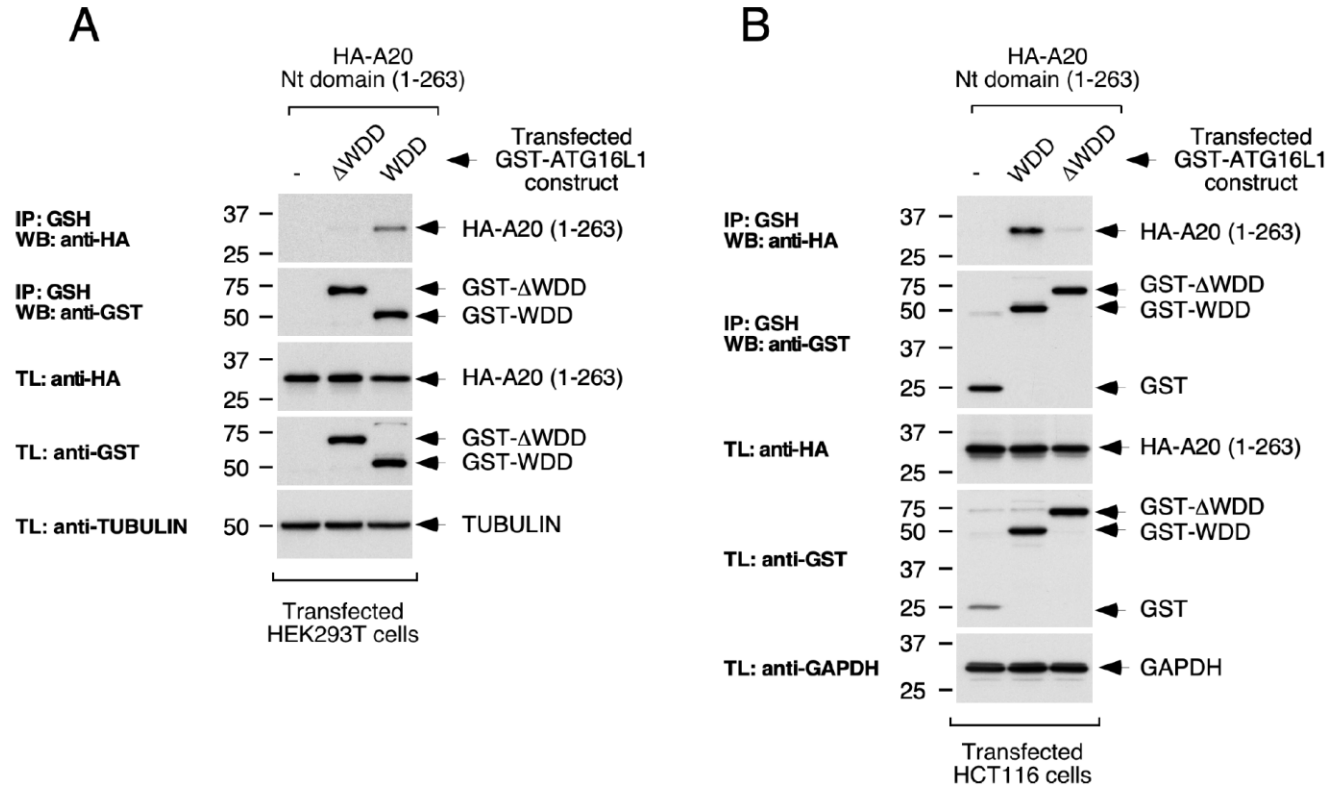 A
HA-A20
Nt domain (1-263)
-
ΔWDD
WDD
Transfected
GST-ATG16L1
construct
IP: GSH
WB: anti-HA
37
25
HA-A20 (1-263)
IP: GSH
WB: anti-GST
75
50
GST-ΔWDD
GST-WDD
TL: anti-HA
37
25
HA-A20 (1-263)
TL: anti-GST
75
50
GST-ΔWDD
GST-WDD
TL: anti-TUBULIN
50
TUBULIN
Transfected
HEK293T cells
B
HA-A20
Nt domain (1-263)
-
WDD
ΔWDD
Transfected
GST-ATG16L1
construct
IP: GSH
WB: anti-HA
37
25
HA-A20 (1-263)
IP: GSH
WB: anti-GST
75
50
37
25
GST-ΔWDD
GST-WDD
GST
TL: anti-HA
37
25
HA-A20 (1-263)
TL: anti-GST
75
50
37
25
GST-ΔWDD
GST-WDD
GST
TL: anti-GAPDH
37
25
GAPDH
Transfected
HCT116 cells